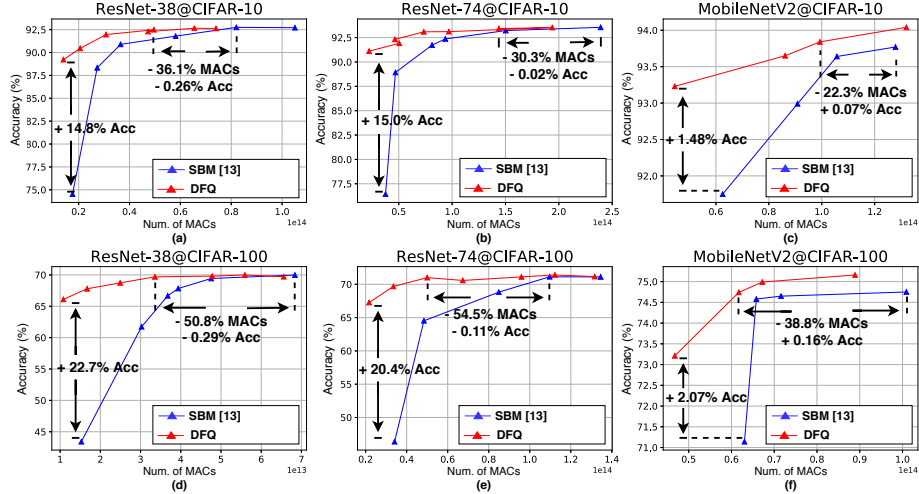 ResNet-38@CIFAR-10
Accuracy (%)
92.5
90.0
87.5
85.0
82.5
80.0
77.5
75.0
- 36.1% MACs
- 0.26% Acc
+ 14.8% Acc
SBM [13]
DFQ
0.2
0.4
0.6
0.8
1.0
1e14
Num. of MACs
(a)
ResNet-74@CIFAR-10
Accuracy (%)
92.5
90.0
87.5
85.0
82.5
80.0
77.5
- 30.3% MACs
- 0.02% Acc
+ 15.0% Acc
SBM [13]
DFQ
0.5
1.0
1.5
2.0
2.5
1e14
Num. of MACs
(b)
MobileNetV2@CIFAR-10
Accuracy (%)
94.0
93.5
93.0
92.5
92.0
- 22.3% MACs
+ 0.07% Acc
+ 1.48% Acc
SBM [13]
DFQ
0.6
0.8
1.0
1.2
1e14
Num. of MACs
(c)
ResNet-38@CIFAR-100
Accuracy (%)
70
65
60
55
50
45
- 50.8% MACs
- 0.29% Acc
+ 22.7% Acc
SBM [13]
DFQ
1
2
3
4
5
6
7
1e13
Num. of MACs
(d)
ResNet-74@CIFAR-100
Accuracy (%)
70
65
60
55
50
- 54.5% MACs
- 0.11% Acc
+ 20.4% Acc
SBM [13]
DFQ
0.2
0.4
0.6
0.8
1.0
1.2
1.4
1e14
Num. of MACs
(e)
MobileNetV2@CIFAR-100
Accuracy (%)
75.0
74.5
74.0
73.5
73.0
72.5
72.0
71.5
71.0
- 38.8% MACs
+ 0.16% Acc
+ 2.07% Acc
SBM [13]
DFQ
0.5
0.6
0.7
0.8
0.9
1.0
1e14
Num. of MACs
(f)